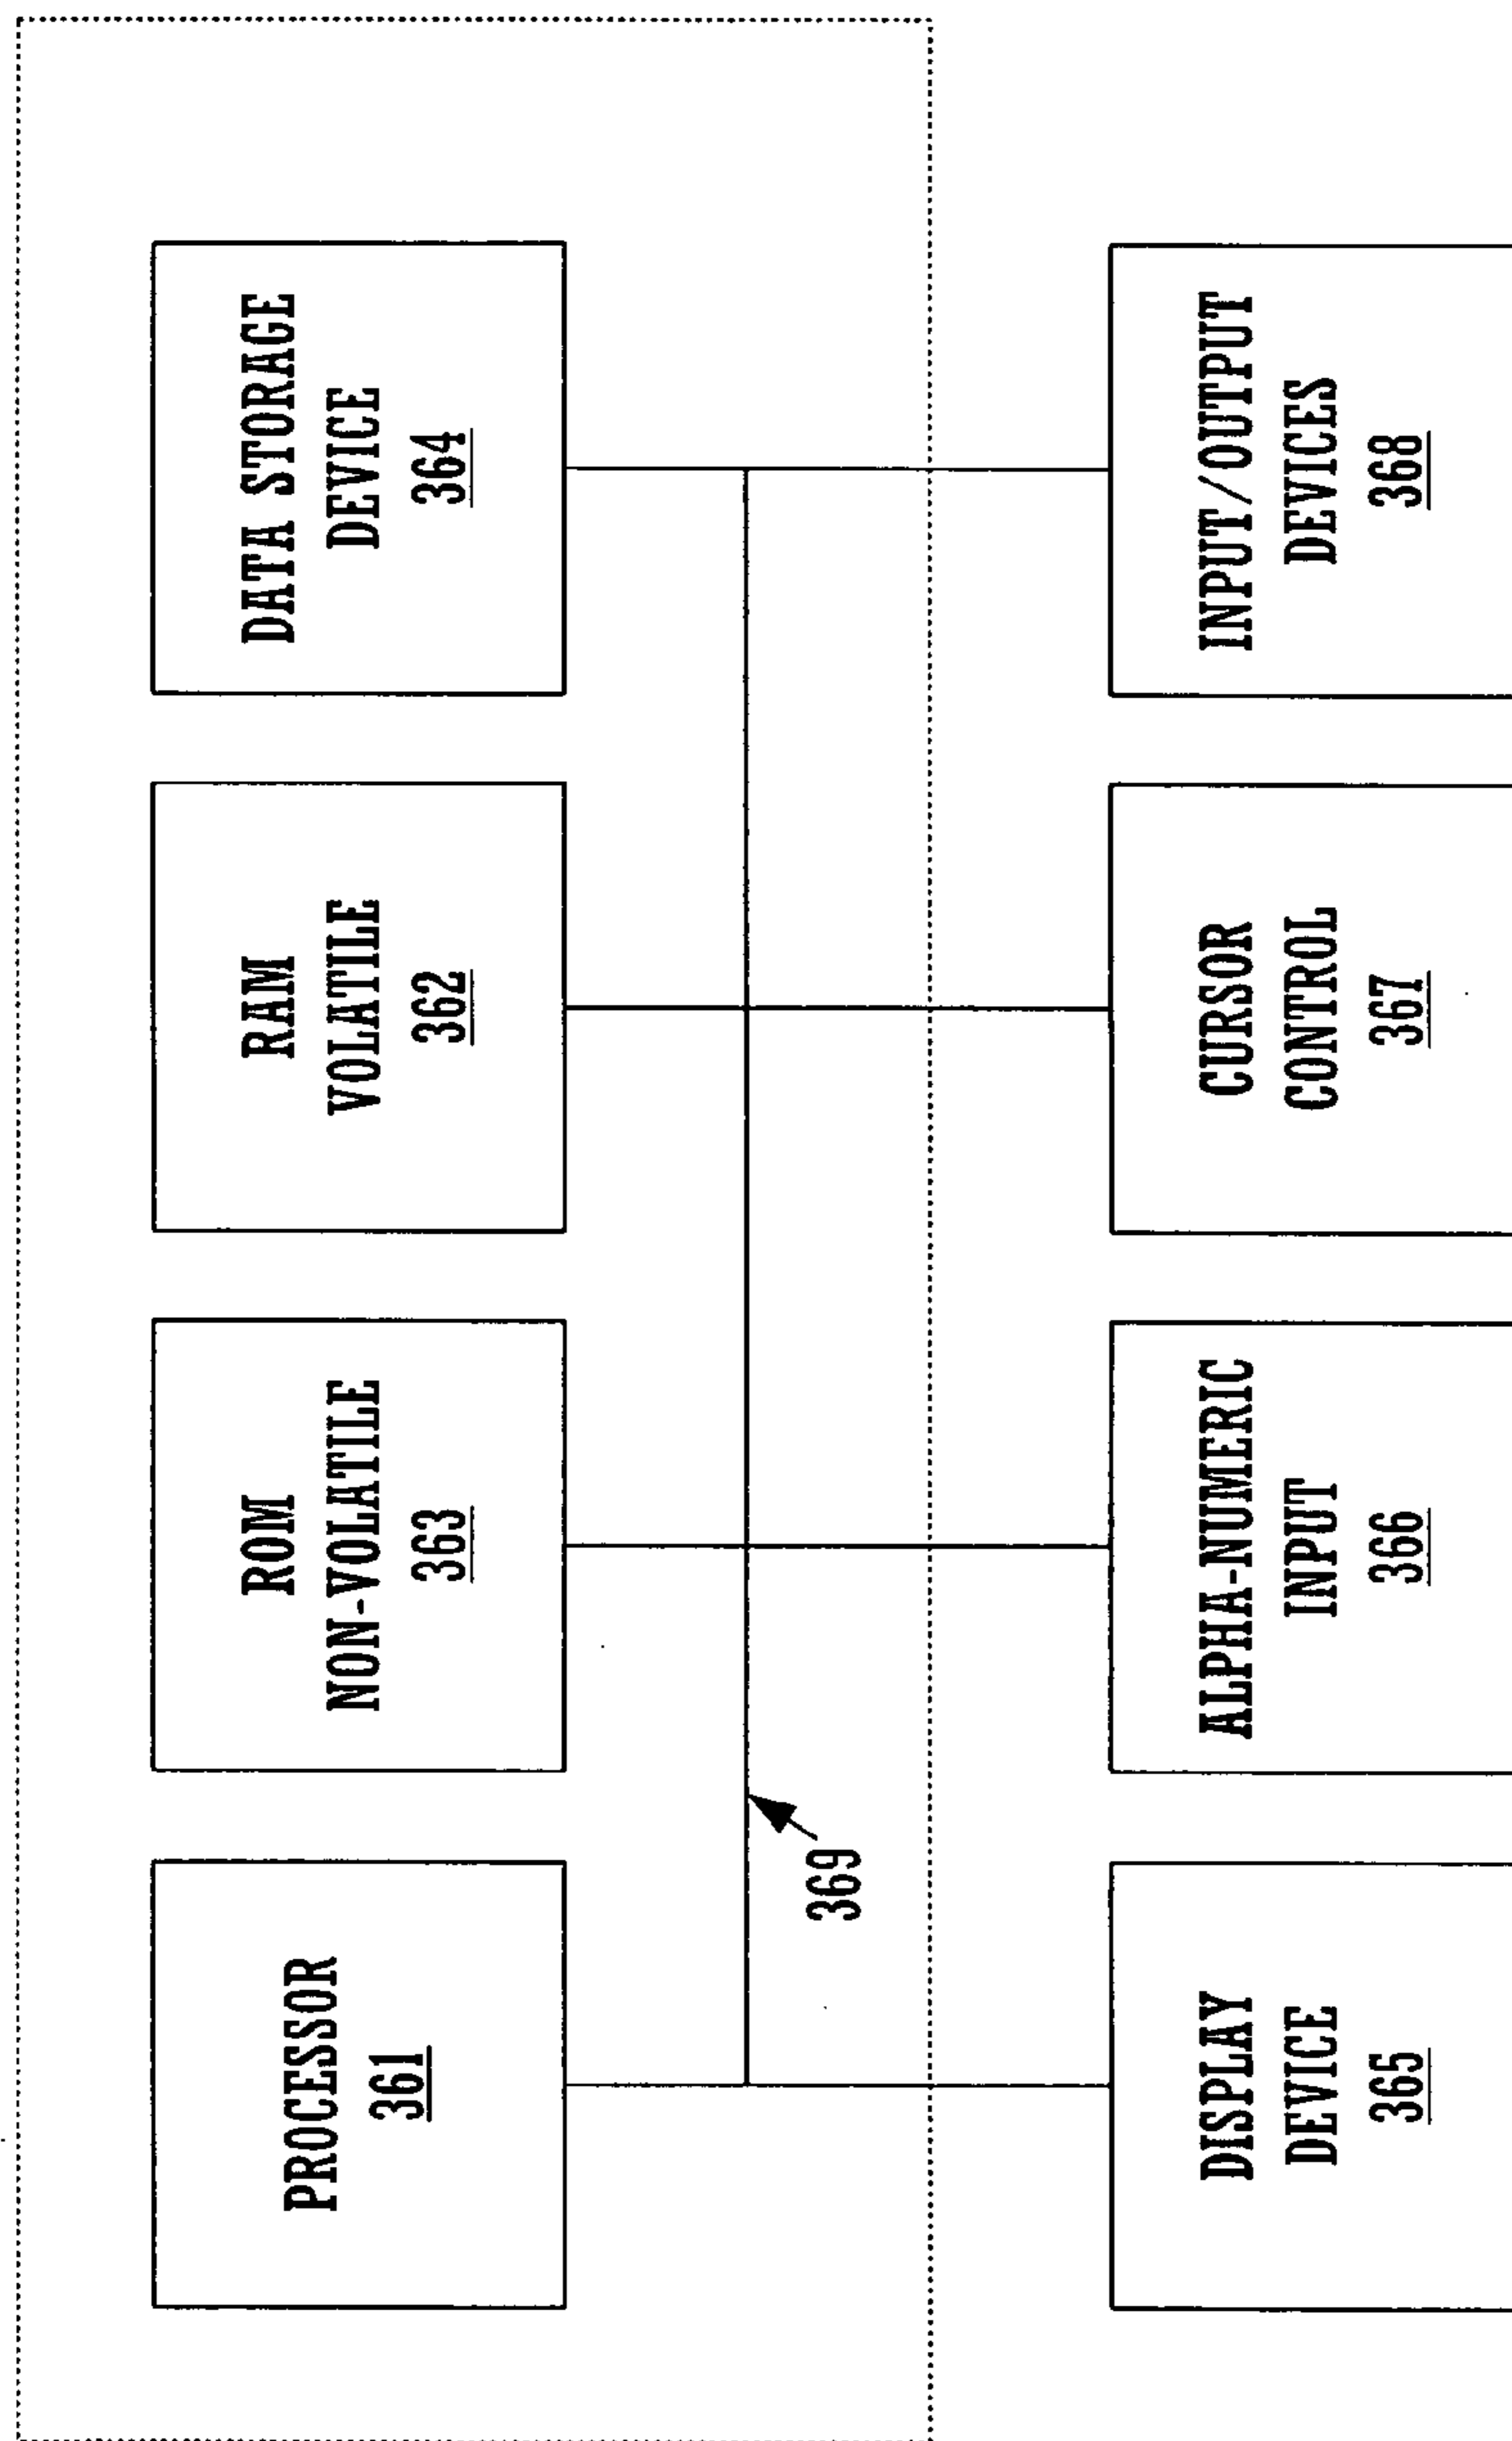 PROCESSOR
361
ROM
NON-VOLATILE
363
RAM
VOLATILE
362
DATA STORAGE
DEVICE
364
369
DISPLAY
DEVICE
365
ALPHA-NUMERIC
INPUT
366
CURSOR
CONTROL
367
INPUT/OUTPUT
DEVICES
368